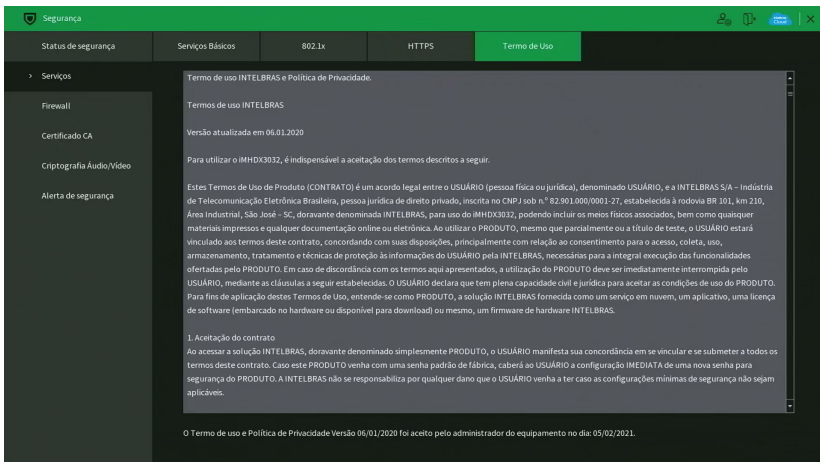 Segurança
intelbras Cloud
Status de segurança
Serviços Básicos
802.1x
HTTPS
Termo de Uso
Serviços
Firewall
Certificado CA
Criptografia Áudio/Vídeo
Alerta de segurança
Termo de uso INTELBRAS e Política de Privacidade.
Termos de uso INTELBRAS
Versão atualizada em 06.01.2020
Para utilizar o iMHDX3032, é indispensável a aceitação dos termos descritos a seguir.
Estes Termos de Uso de Produto (CONTRATO) é um acordo legal entre o USUÁRIO (pessoa física ou jurídica), denominado USUÁRIO, e a INTELBRAS S/A – Indústria
de Telecomunicação Eletrônica Brasileira, pessoa jurídica de direito privado, inscrita no CNPJ sob n.º 82.901.000/0001-27, estabelecida à rodovia BR 101, km 210,
Área Industrial, São José – SC, doravante denominada INTELBRAS, para uso do iMHDX3032, podendo incluir os meios físicos associados, bem como quaisquer
materiais impressos e qualquer documentação online ou eletrônica. Ao utilizar o PRODUTO, mesmo que parcialmente ou a título de teste, o USUÁRIO estará
vinculado aos termos deste contrato, concordando com suas disposições, principalmente com relação ao consentimento para o acesso, coleta, uso,
armazenamento, tratamento e técnicas de proteção às informações do USUÁRIO pela INTELBRAS, necessárias para a integral execução das funcionalidades
ofertadas pelo PRODUTO. Em caso de discordância com os termos aqui apresentados, a utilização do PRODUTO deve ser imediatamente interrompida pelo
USUÁRIO, mediante as cláusulas a seguir estabelecidas. O USUÁRIO declara que tem plena capacidade civil e jurídica para aceitar as condições de uso do PRODUTO.
Para fins de aplicação destes Termos de Uso, entende-se como PRODUTO, a solução INTELBRAS fornecida como um serviço em nuvem, um aplicativo, uma licença
de software (embarcado no hardware ou disponível para download) ou mesmo, um firmware de hardware INTELBRAS.
1. Aceitação do contrato
Ao acessar a solução INTELBRAS, doravante denominado simplesmente PRODUTO, o USUÁRIO manifesta sua concordância em se vincular e se submeter a todos os
termos deste contrato. Caso este PRODUTO venha com uma senha padrão de fábrica, caberá ao USUÁRIO a configuração IMEDIATA de uma nova senha para
segurança do PRODUTO. A INTELBRAS não se responsabiliza por qualquer dano que o USUÁRIO venha a ter caso as configurações mínimas de segurança não sejam
aplicáveis.
O Termo de uso e Política de Privacidade Versão 06/01/2020 foi aceito pelo administrador do equipamento no dia: 05/02/2021.